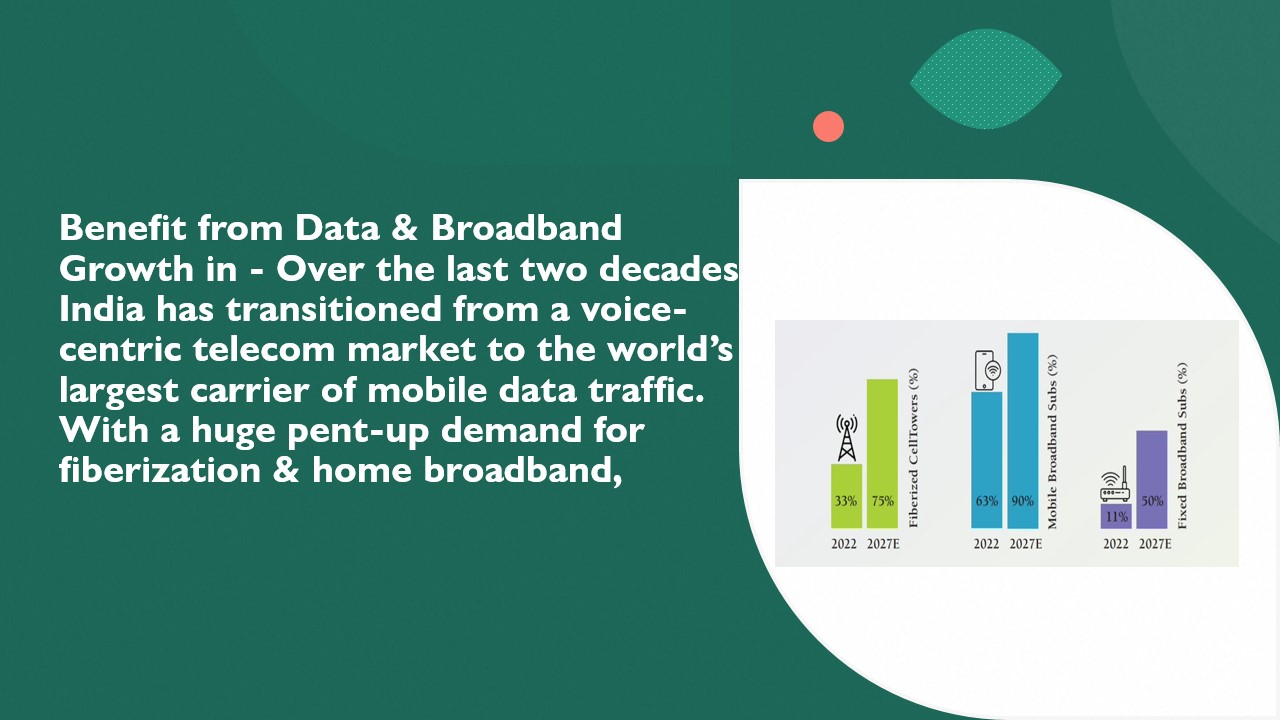 Benefit from Data & Broadband
Growth in - Over the last two decades
India has transitioned from a voice-
centric telecom market to the world’s
largest carrier of mobile data traffic.
With a huge pent-up demand for
fiberization & home broadband,
33% 75%
2022 2027E
Fiberized CellTowers (%)
63% 90%
2022 2027E
Mobile Broadband Subs (%)
11% 50%
2022 2027E
Fixed Broadband Subs (%)